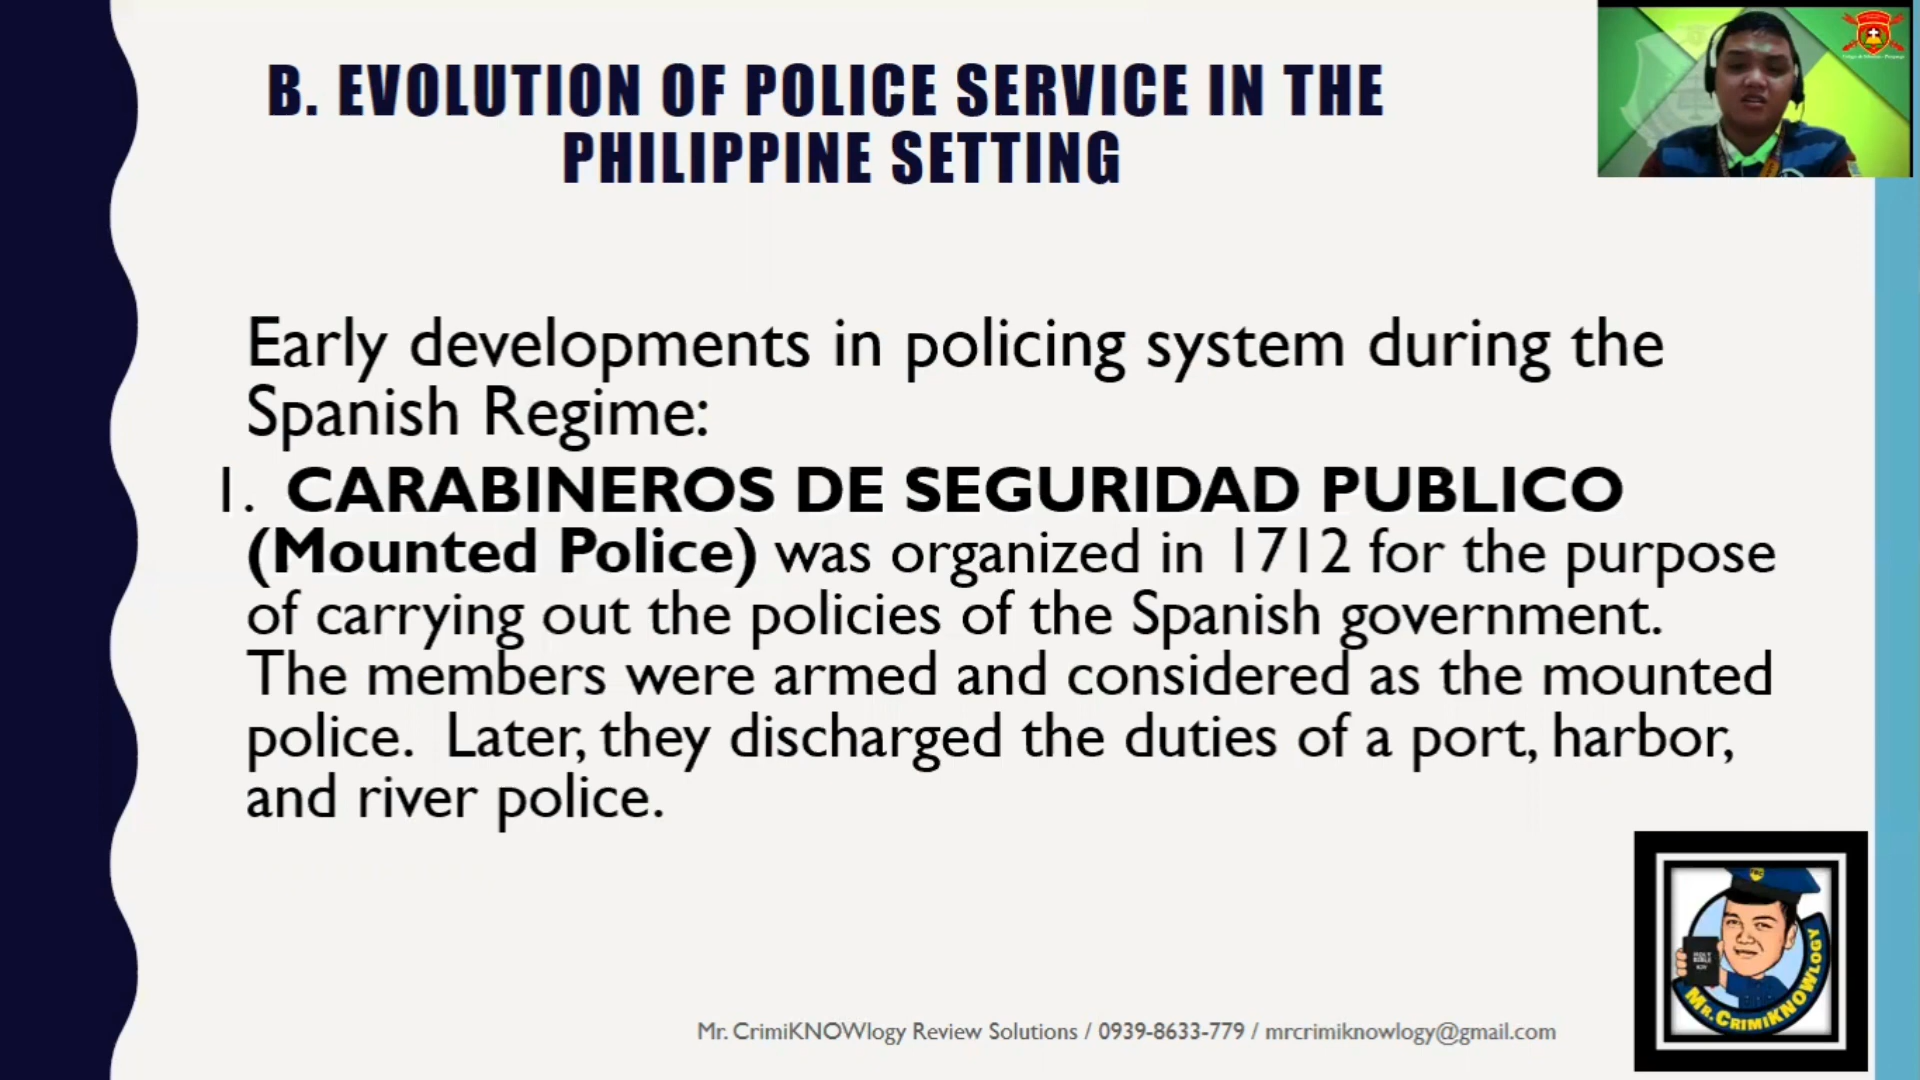 B. EVOLUTION OF POLICE SERVICE IN THE
PHILIPPINE SETTING
Early developments in policing system during the
Spanish Regime:
1. CARABINEROS DE SEGURIDAD PUBLICO
(Mounted Police) was organized in 1712 for the purpose
of carrying out the policies of the Spanish government.
The members were armed and considered as the mounted
police. Later, they discharged the duties of a port, harbor,
and river police.
HOLY
BIBLE
KJV
MR. CRIMIKNOWLOGY
Mr. CrimiKNOWlogy Review Solutions / 0939-8633-779 / mrcrimiknowlogy@gmail.com